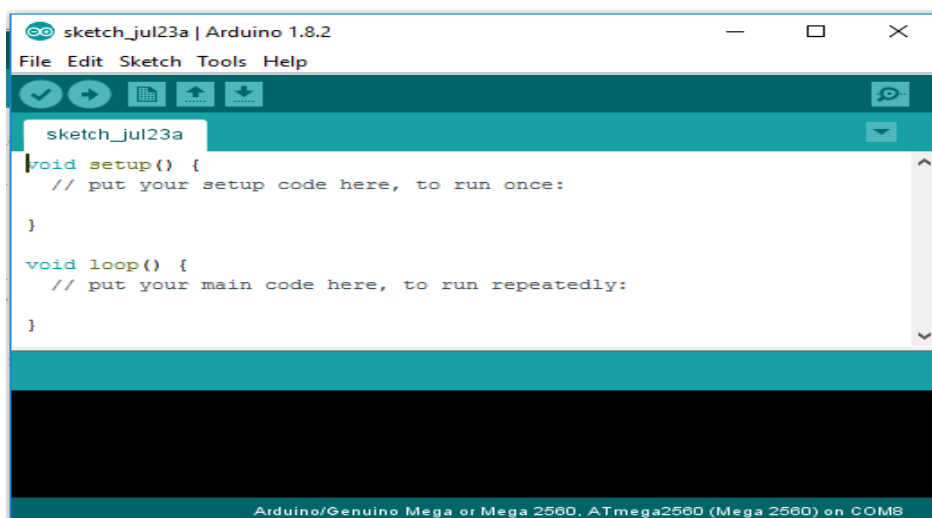 sketch_jul23a | Arduino 1.8.2
File Edit Sketch Tools Help
sketch_jul23a
void setup() {
  // put your setup code here, to run once:
}
void loop() {
  // put your main code here, to run repeatedly:
}
Arduino/Genuino Mega or Mega 2560, ATmega2560 (Mega 2560) on COM8